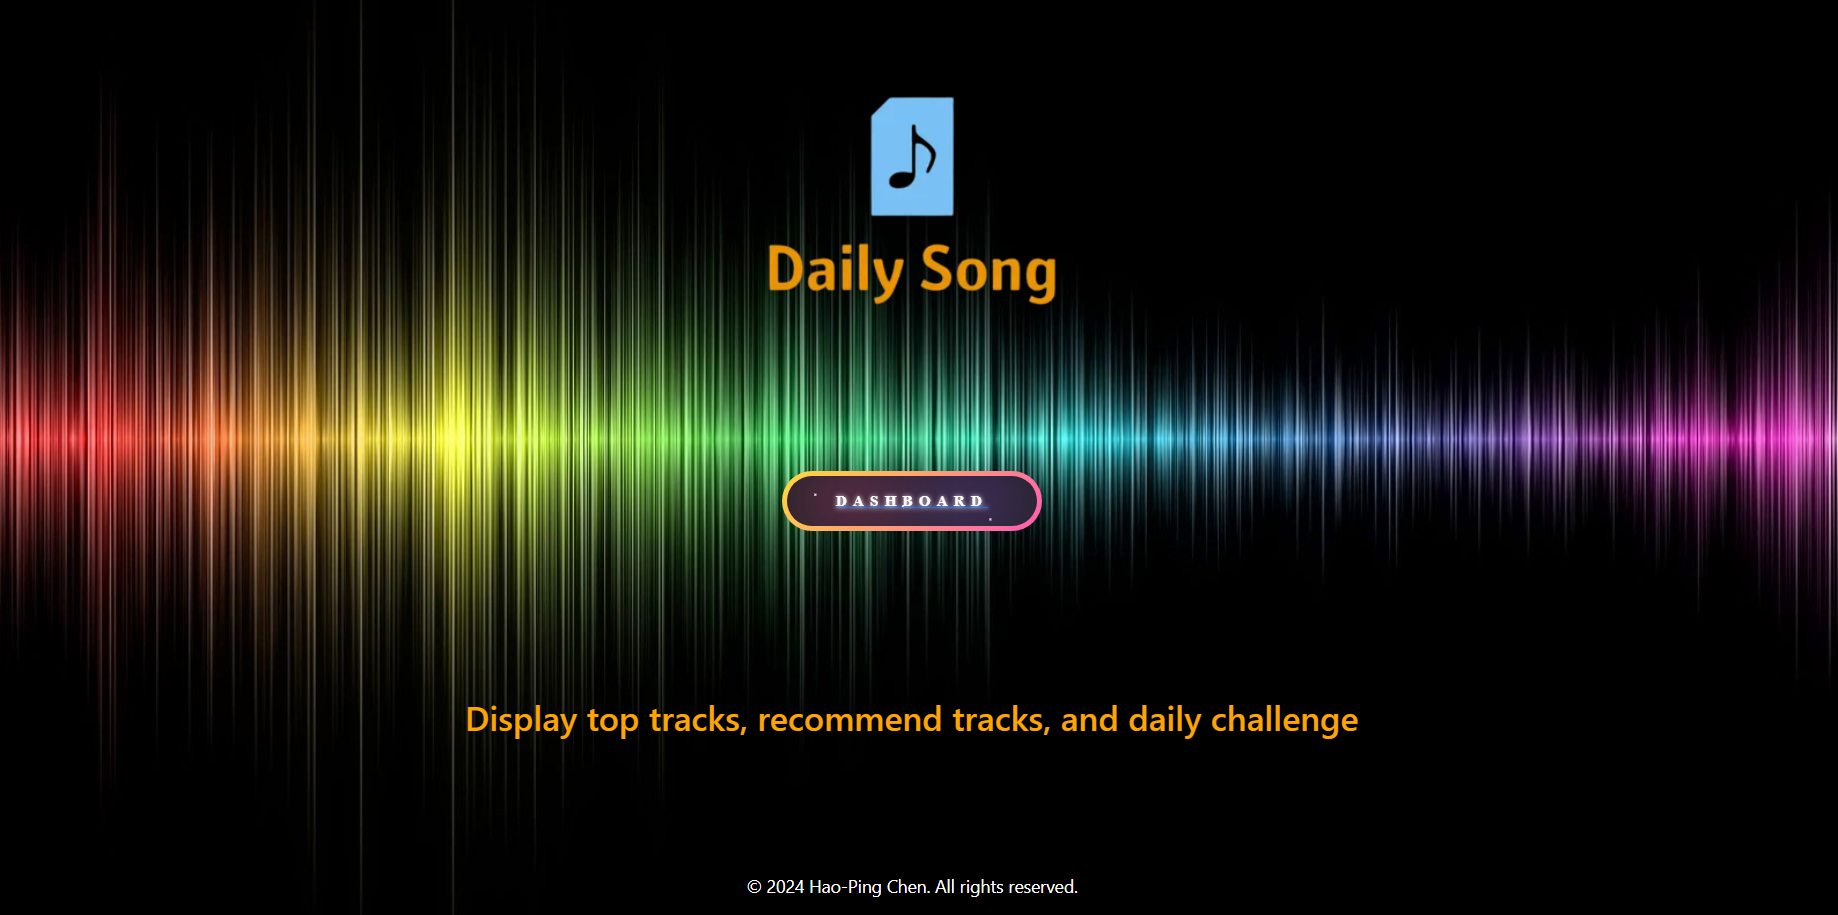 Daily Song
DASHBOARD
Display top tracks, recommend tracks, and daily challenge
© 2024 Hao-Ping Chen. All rights reserved.